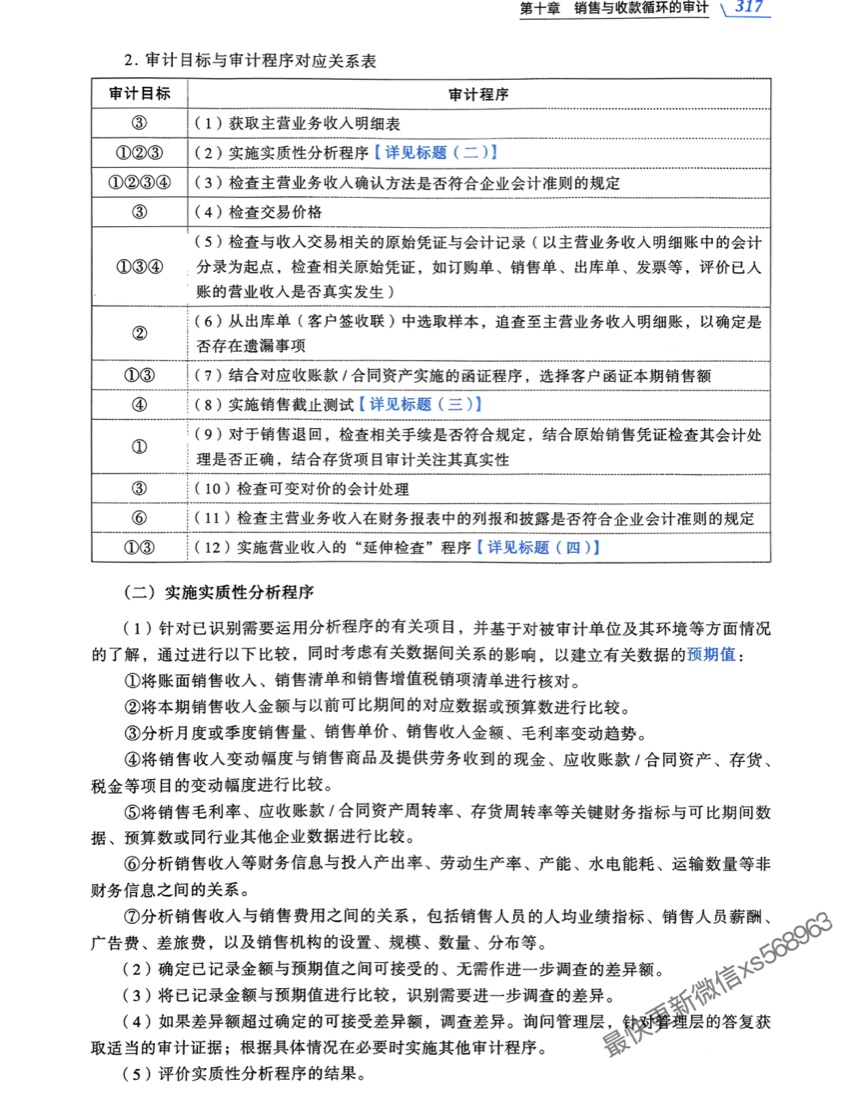 第十章 销售与收款循环的审计 317
2. 审计目标与审计程序对应关系表
审计目标 审计程序
③ （1）获取主营业务收入明细表
①②③ （2）实施实质性分析程序【详见标题（二）】
①②③④ （3）检查主营业务收入确认方法是否符合企业会计准则的规定
③ （4）检查交易价格
（5）检查与收入交易相关的原始凭证与会计记录（以主营业务收入明细账中的会计
①③④ 分录为起点，检查相关原始凭证，如订购单、销售单、出库单、发票等，评价已入
账的营业收入是否真实发生）
② （6）从出库单（客户签收联）中选取样本，追查至主营业务收入明细账，以确定是
否存在遗漏事项
①③ （7）结合对应收账款/合同资产实施的函证程序，选择客户函证本期销售额
④ （8）实施销售截止测试【详见标题（三）】
① （9）对于销售退回，检查相关手续是否符合规定，结合原始销售凭证检查其会计处
理是否正确，结合存货项目审计关注其真实性
③ （10）检查可变对价的会计处理
⑥ （11）检查主营业务收入在财务报表中的列报和披露是否符合企业会计准则的规定
①③ （12）实施营业收入的“延伸检查”程序【详见标题（四）】
（二）实施实质性分析程序
（1）针对已识别需要运用分析程序的有关项目，并基于对被审计单位及其环境等方面情况
的了解，通过进行以下比较，同时考虑有关数据间关系的影响，以建立有关数据的预期值：
①将账面销售收入、销售清单和销售增值税销项清单进行核对。
②将本期销售收入金额与以前可比期间的对应数据或预算数进行比较。
③分析月度或季度销售量、销售单价、销售收入金额、毛利率变动趋势。
④将销售收入变动幅度与销售商品及提供劳务收到的现金、应收账款/合同资产、存货、
税金等项目的变动幅度进行比较。
⑤将销售毛利率、应收账款/合同资产周转率、存货周转率等关键财务指标与可比期间数
据、预算数或同行业其他企业数据进行比较。
⑥分析销售收入等财务信息与投入产出率、劳动生产率、产能、水电能耗、运输数量等非
财务信息之间的关系。
⑦分析销售收入与销售费用之间的关系，包括销售人员的人均业绩指标、销售人员薪酬、
广告费、差旅费，以及销售机构的设置、规模、数量、分布等。
（2）确定已记录金额与预期值之间可接受的、无需作进一步调查的差异额。
（3）将已记录金额与预期值进行比较，识别需要进一步调查的差异。
（4）如果差异额超过确定的可接受差异额，调查差异。询问管理层，针对管理层的答复获
取适当的审计证据；根据具体情况在必要时实施其他审计程序。
（5）评价实质性分析程序的结果。
最快更新微信xs568963